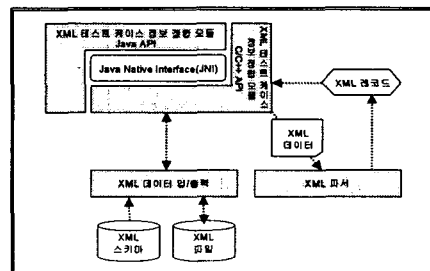 XML 테스트 케이스 정보 결합 모듈
Java API
Java Native Interface(JNI)
XML 테스트 케이스
정보 결합 모듈
C/C++ API
XML 레코드
XML
데이터
XML 데이터 입/출력
XML 파서
XML
스키마
XML
파일